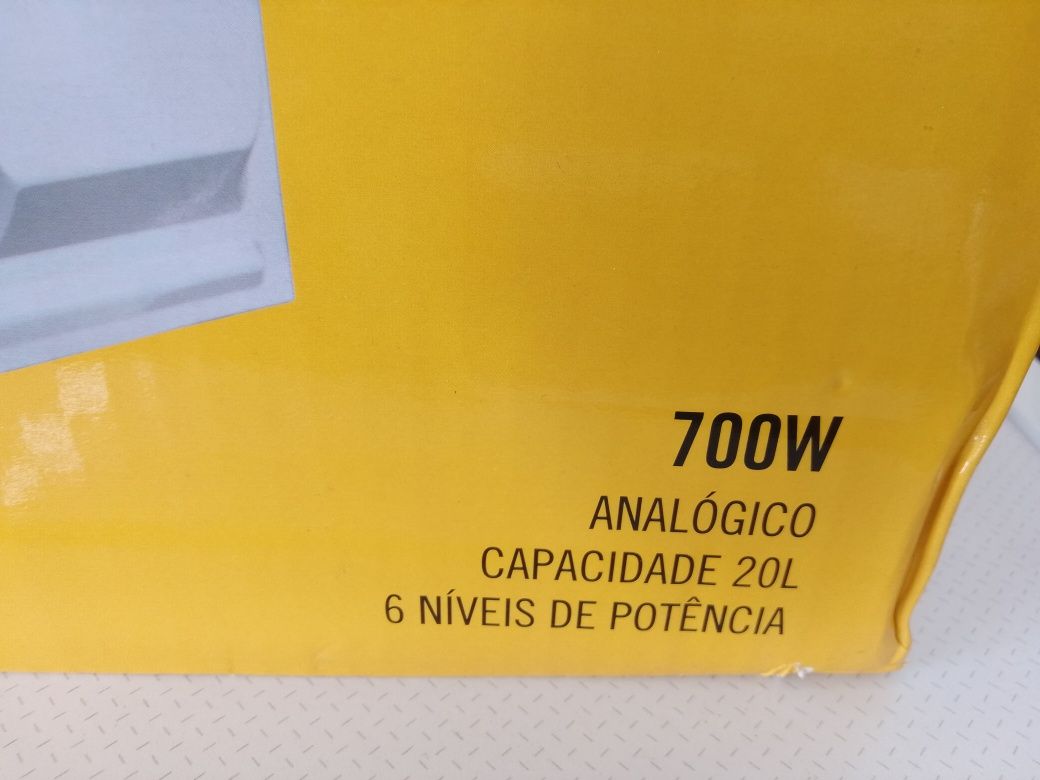 700W
ANALÓGICO
CAPACIDADE 20L
6 NÍVEIS DE POTÊNCIA